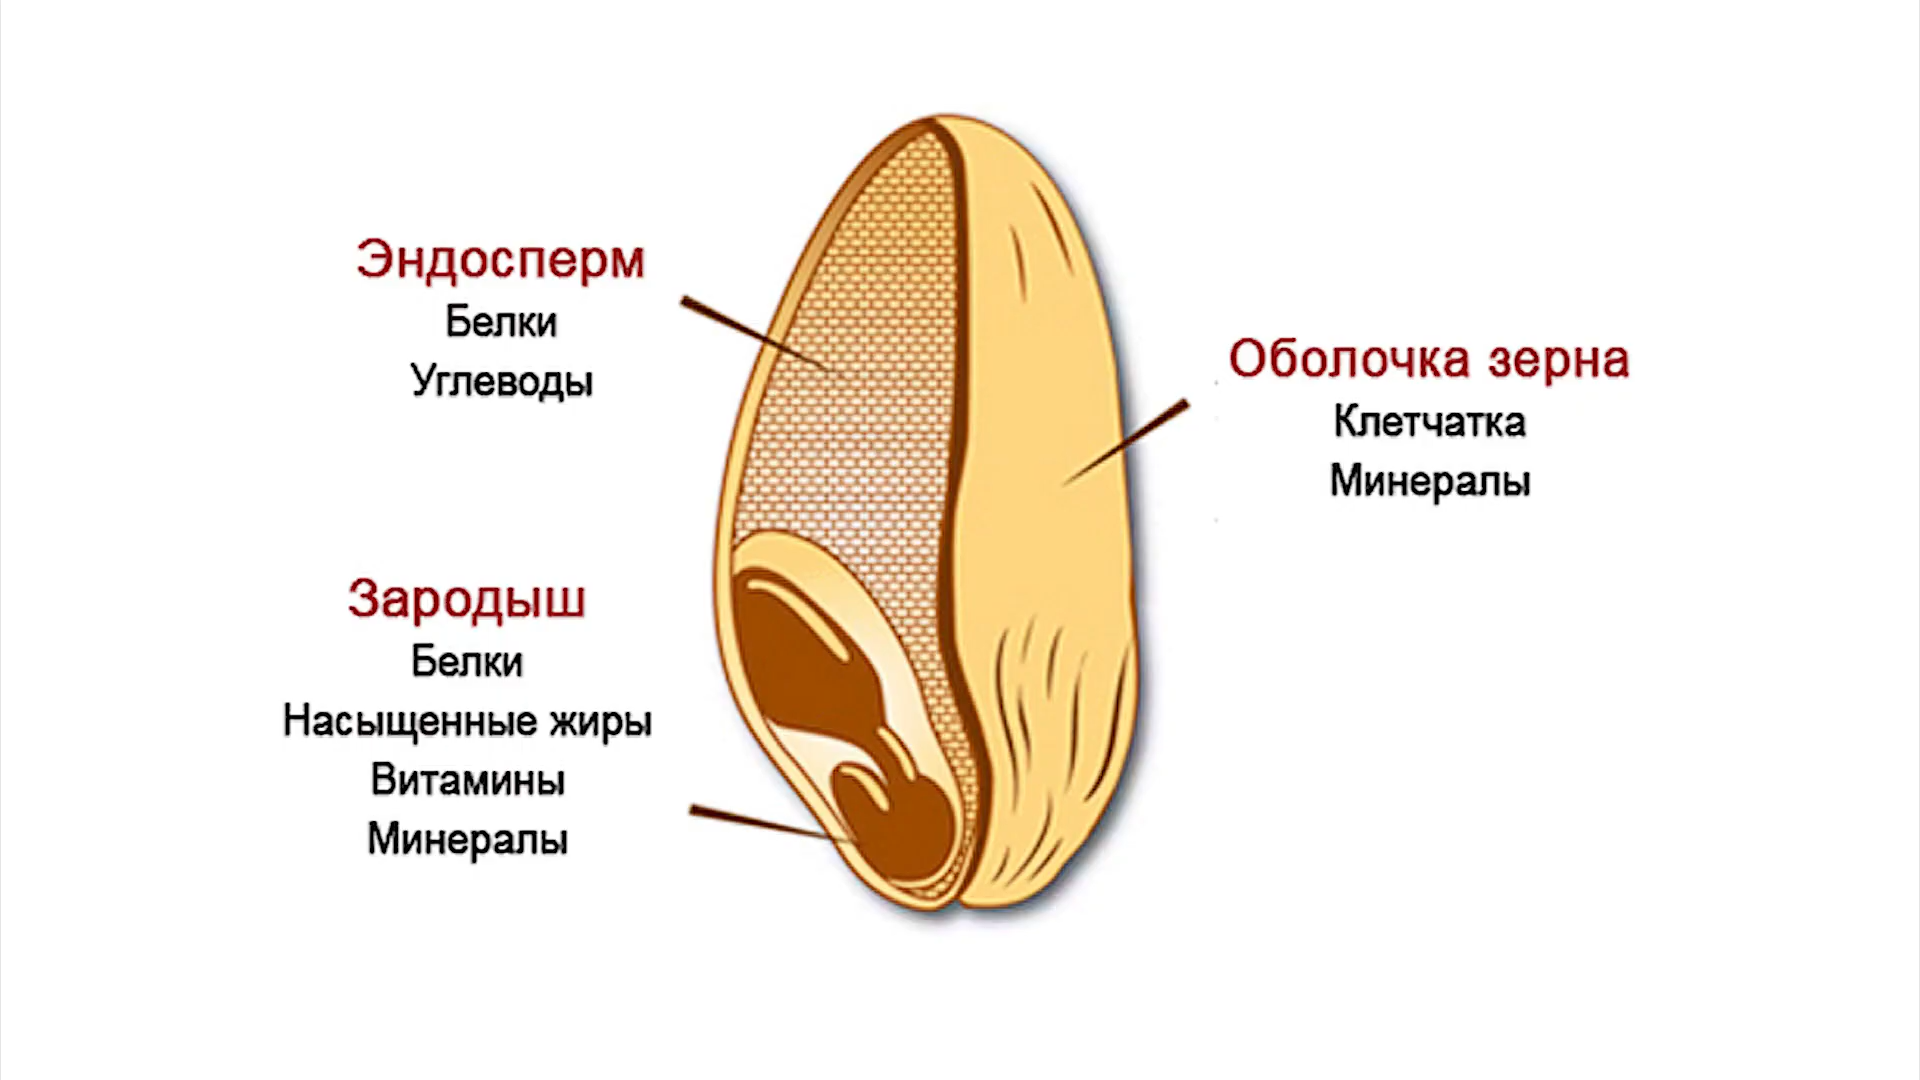 Эндосперм
Белки
Углеводы
Оболочка зерна
Клетчатка
Минералы
Зародыш
Белки
Насыщенные жиры
Витамины
Минералы